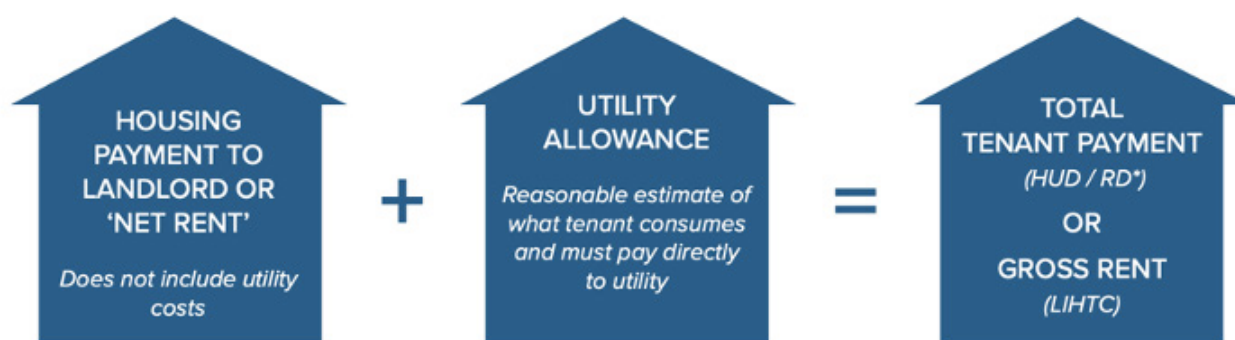 HOUSING
PAYMENT TO
LANDLORD OR
‘NET RENT’
Does not include utility
costs
+
UTILITY
ALLOWANCE
Reasonable estimate of
what tenant consumes
and must pay directly
to utility
=
TOTAL
TENANT PAYMENT
(HUD / RD*)
OR
GROSS RENT
(LIHTC)